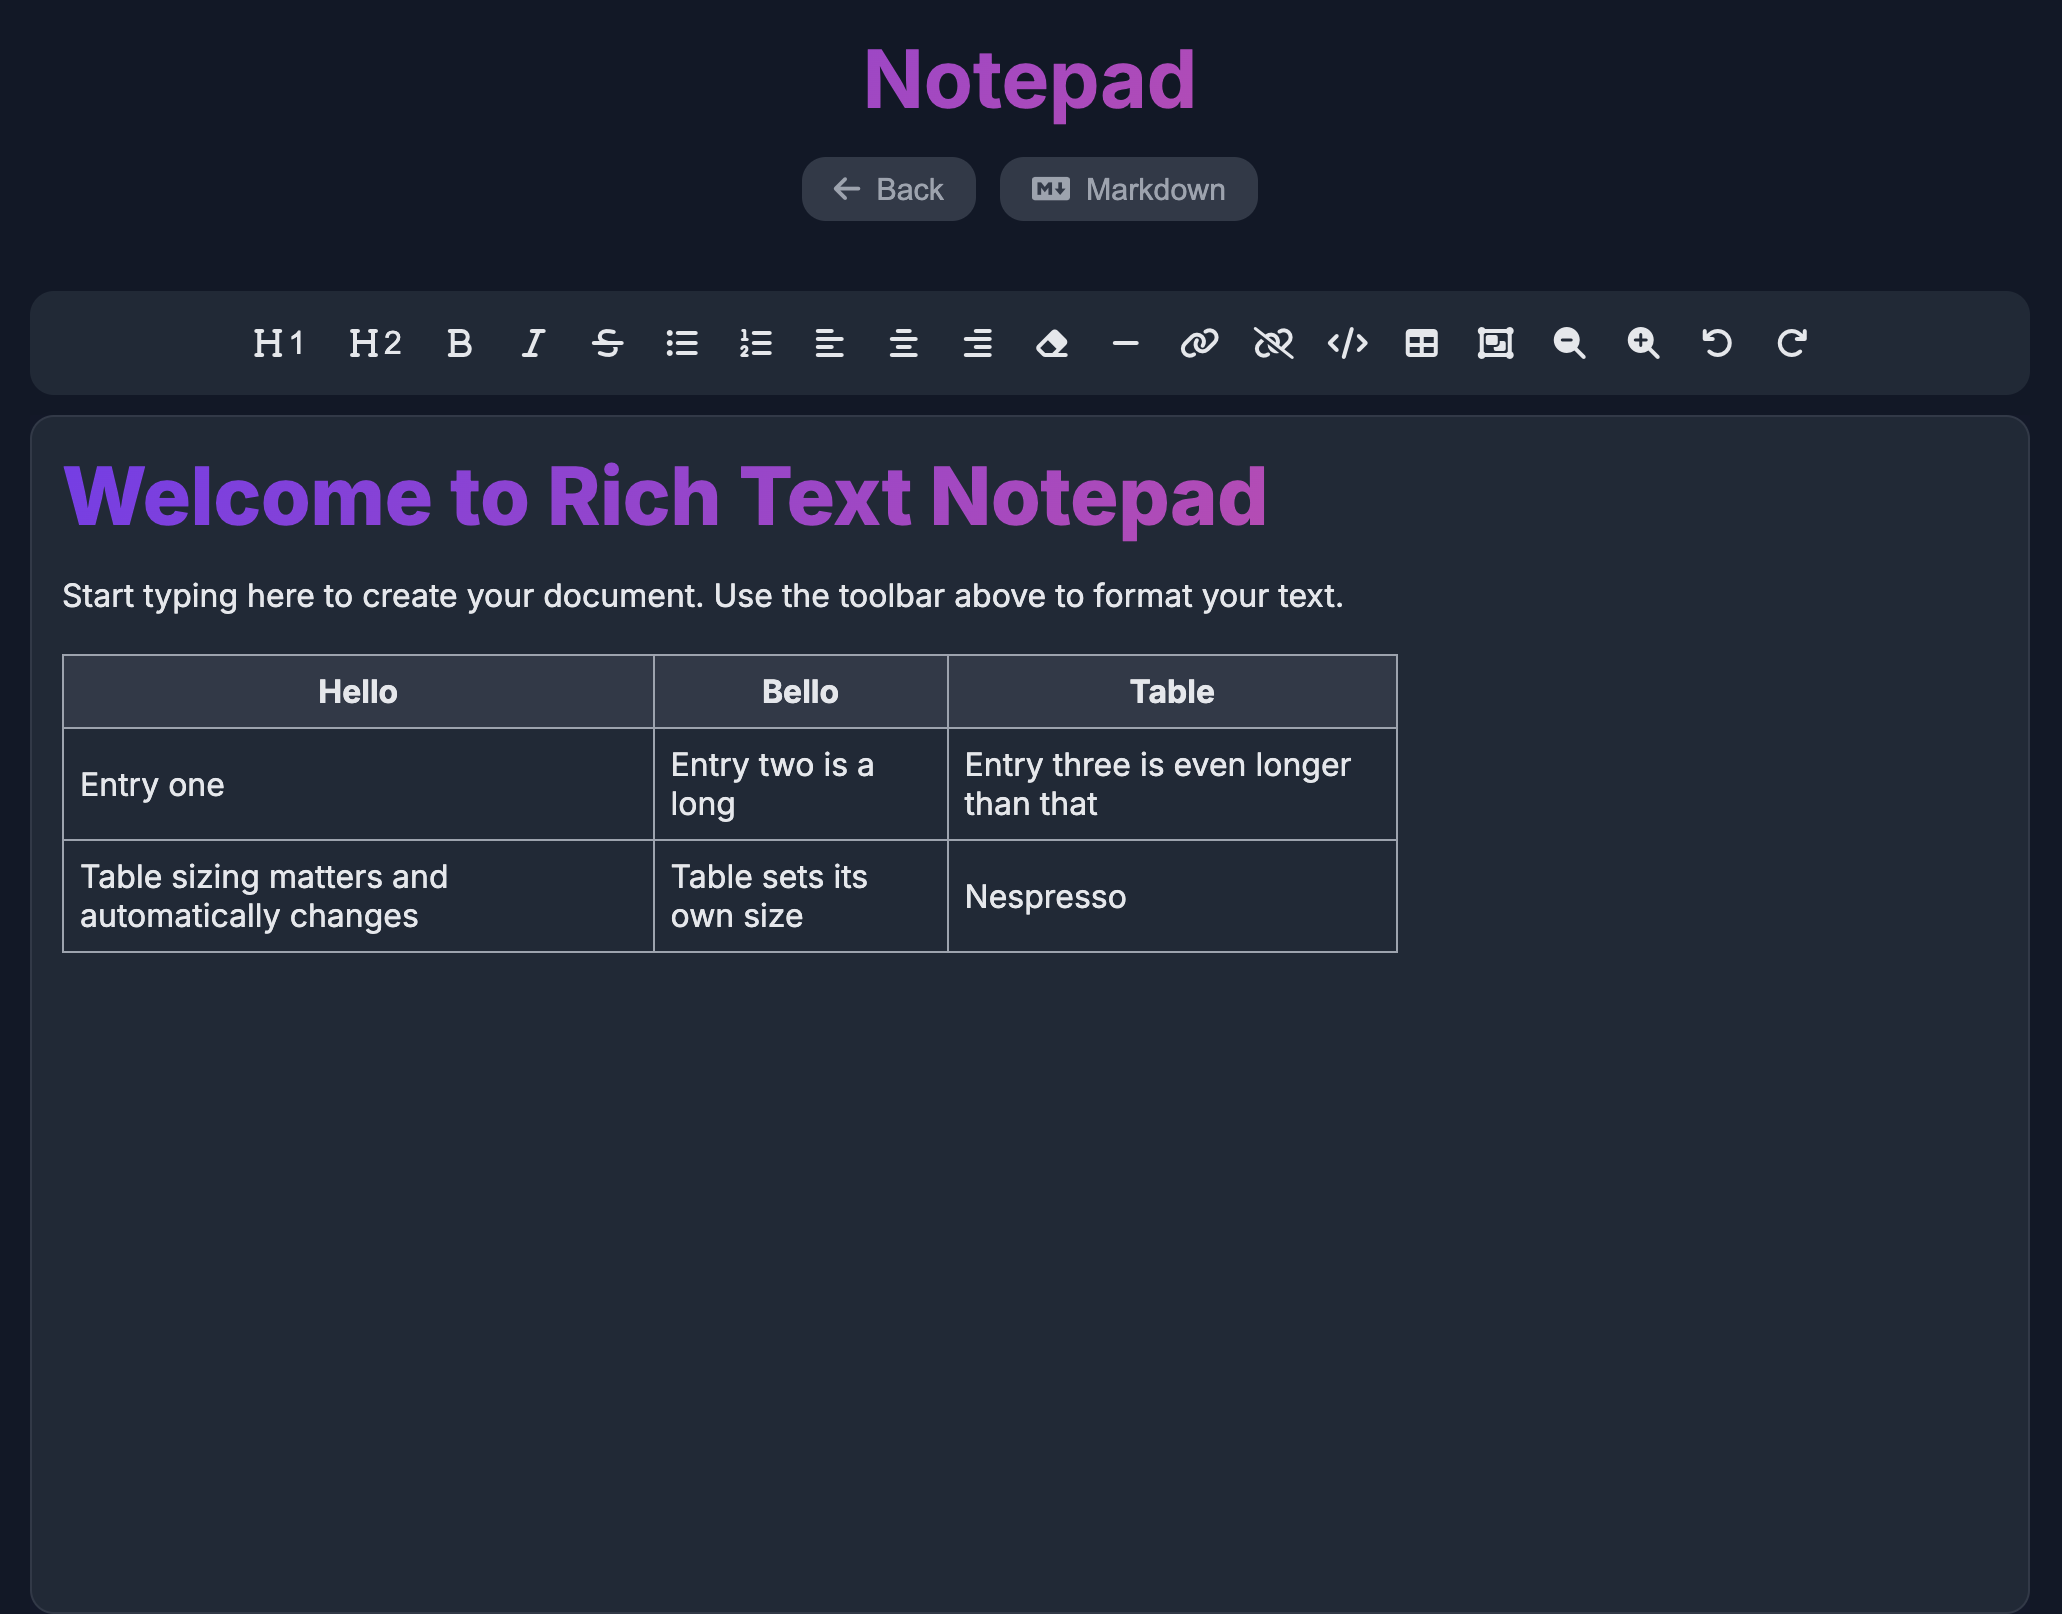 Notepad
Back
Markdown
H1 H2 B I S
Welcome to Rich Text Notepad
Start typing here to create your document. Use the toolbar above to format your text.
Hello Bello Table
Entry one
Entry two is a
long
Entry three is even longer
than that
Table sizing matters and
automatically changes
Table sets its
own size
Nespresso